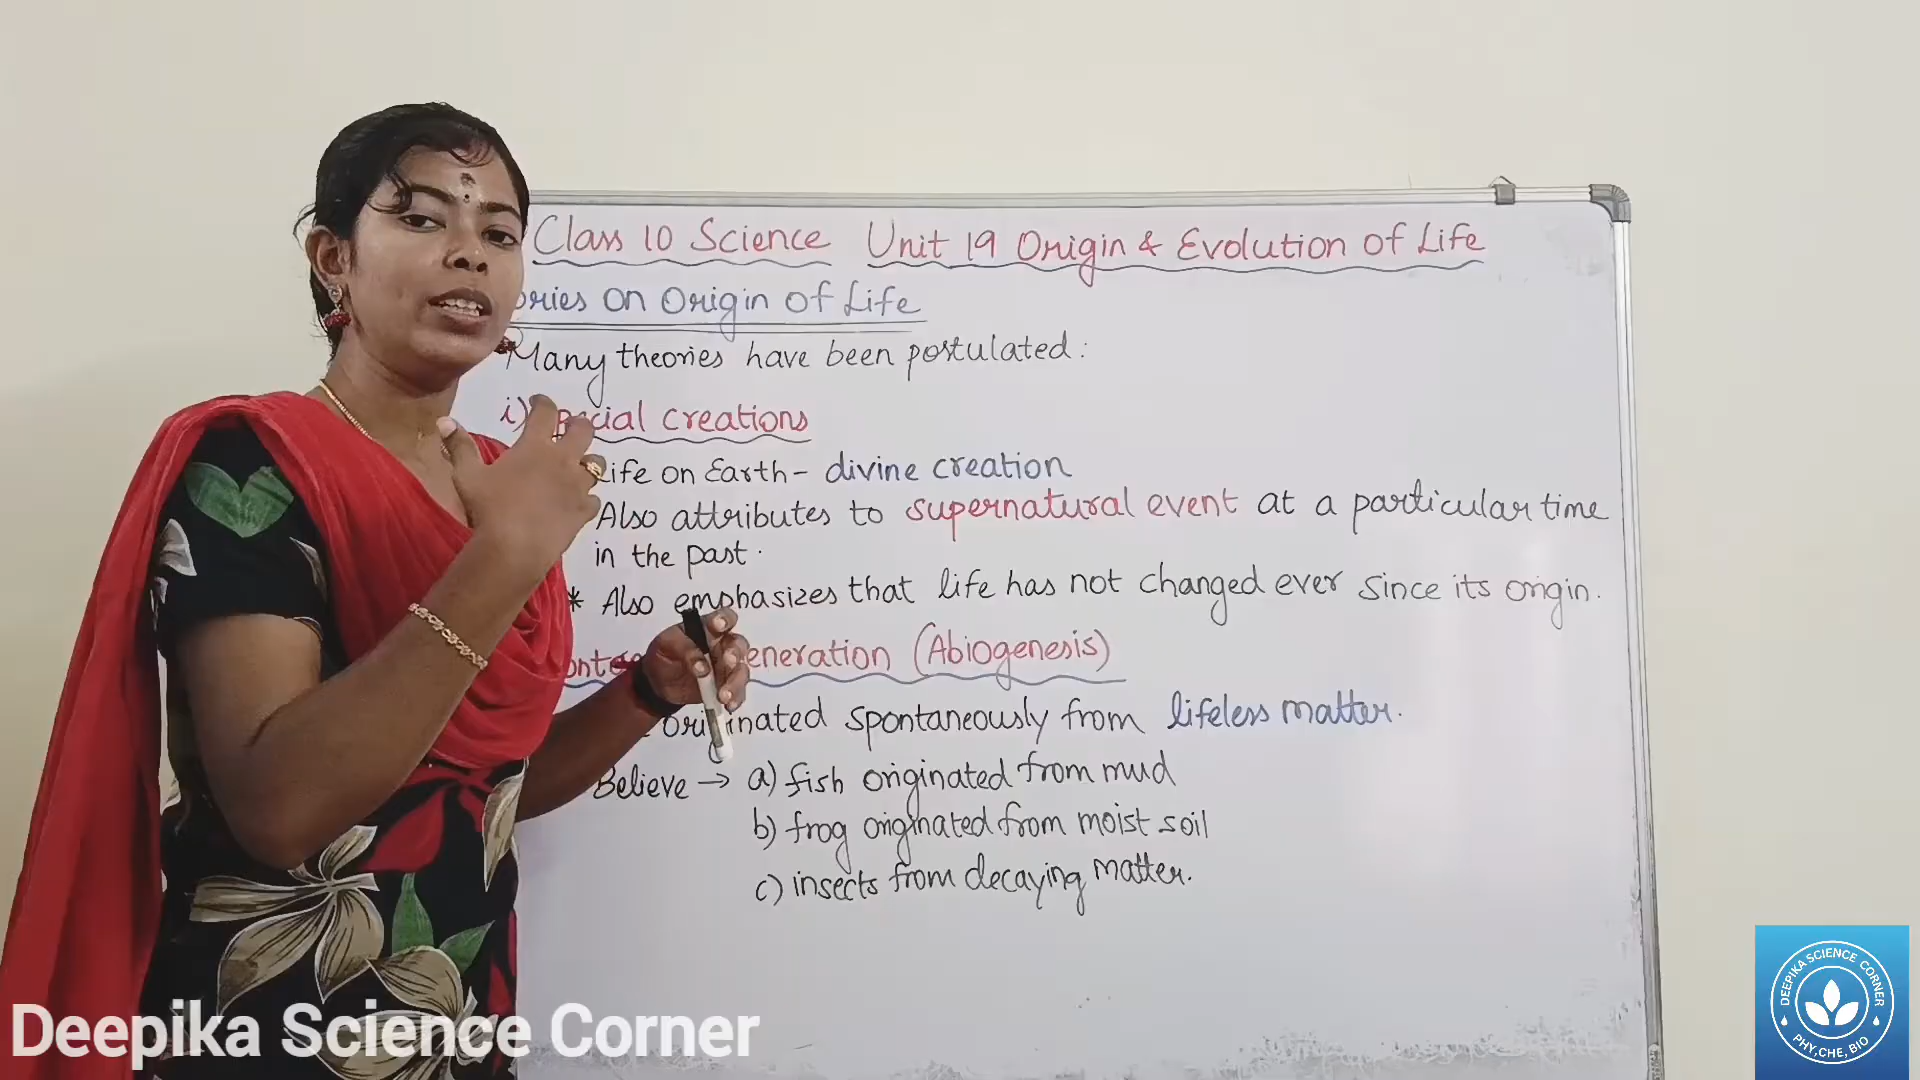 Class 10 Science Unit 19 Origin & Evolution of Life
ories on Origin of Life
Many theories have been postulated:
i) Special creations
Life on Earth - divine creation
Also attributes to supernatural event at a particular time
in the past.
* Also emphasizes that life has not changed ever since its origin.
eneration (Abiogenesis)
originated spontaneously from lifeless matter.
Believe → a) fish originated from mud
b) frog originated from moist soil
c) insects from decaying matter.
Deepika Science Corner
DEEPIKA SCIENCE CORNER
PHY, CHE, BIO